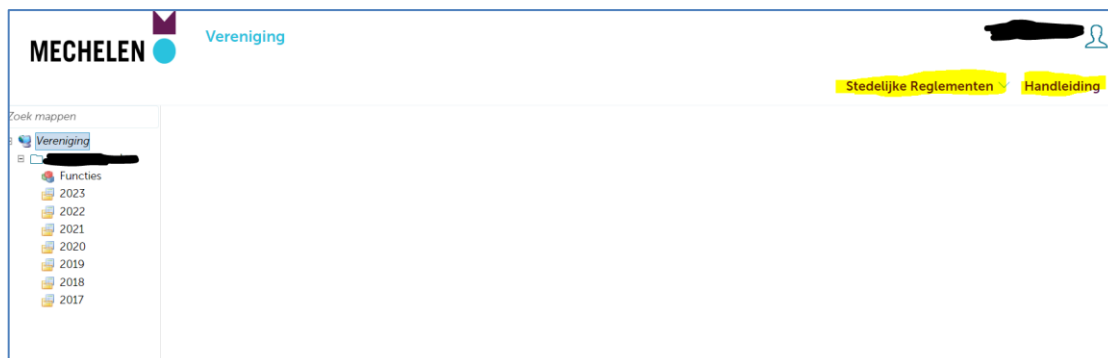 MECHELEN
Vereniging
Stedelijke Reglementen
Handleiding
Zoek mappen
Vereniging
Functies
2023
2022
2021
2020
2019
2018
2017